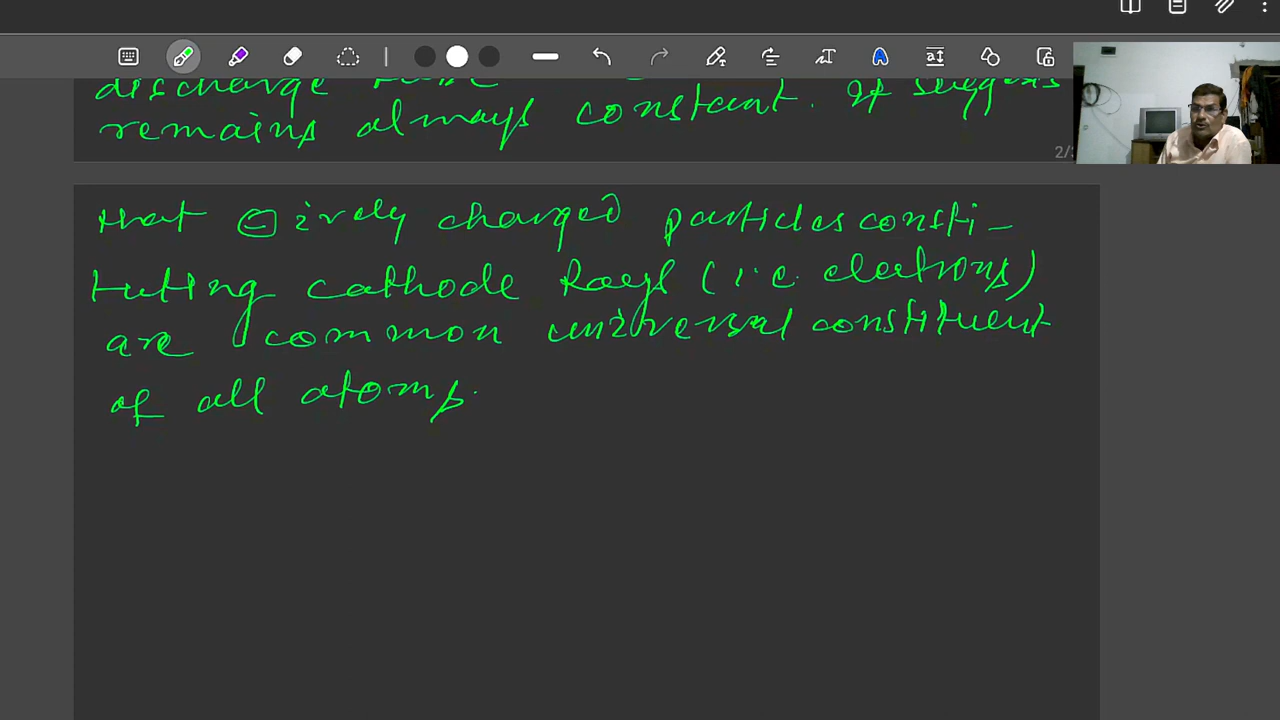 discharge
remains always constant. It suggests
2/
that ⊖ively charged particles consti-
tuting cathode Rays (i.e. electrons)
are common universal constituent
of all atoms.